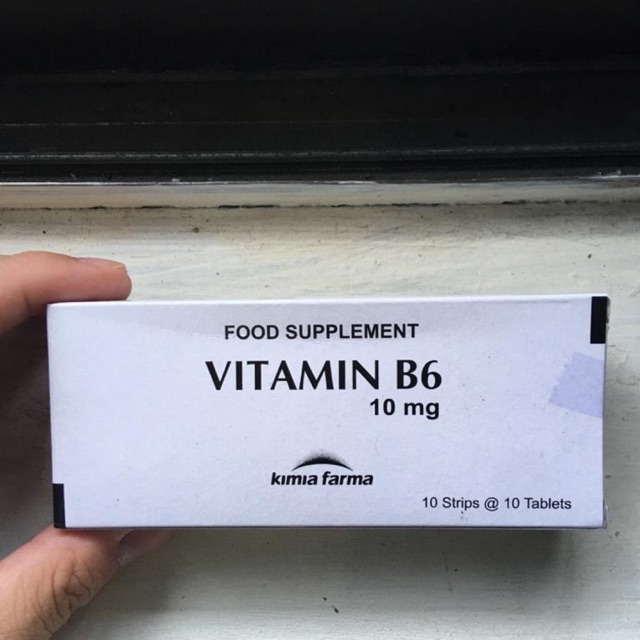 FOOD SUPPLEMENT
VITAMIN B6
10 mg
kimia farma
10 Strips @ 10 Tablets